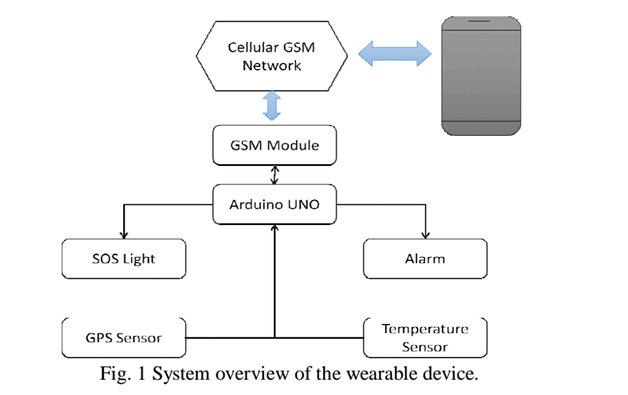 Cellular GSM
Network
GSM Module
Arduino UNO
SOS Light
Alarm
GPS Sensor
Temperature
Sensor
Fig. 1 System overview of the wearable device.